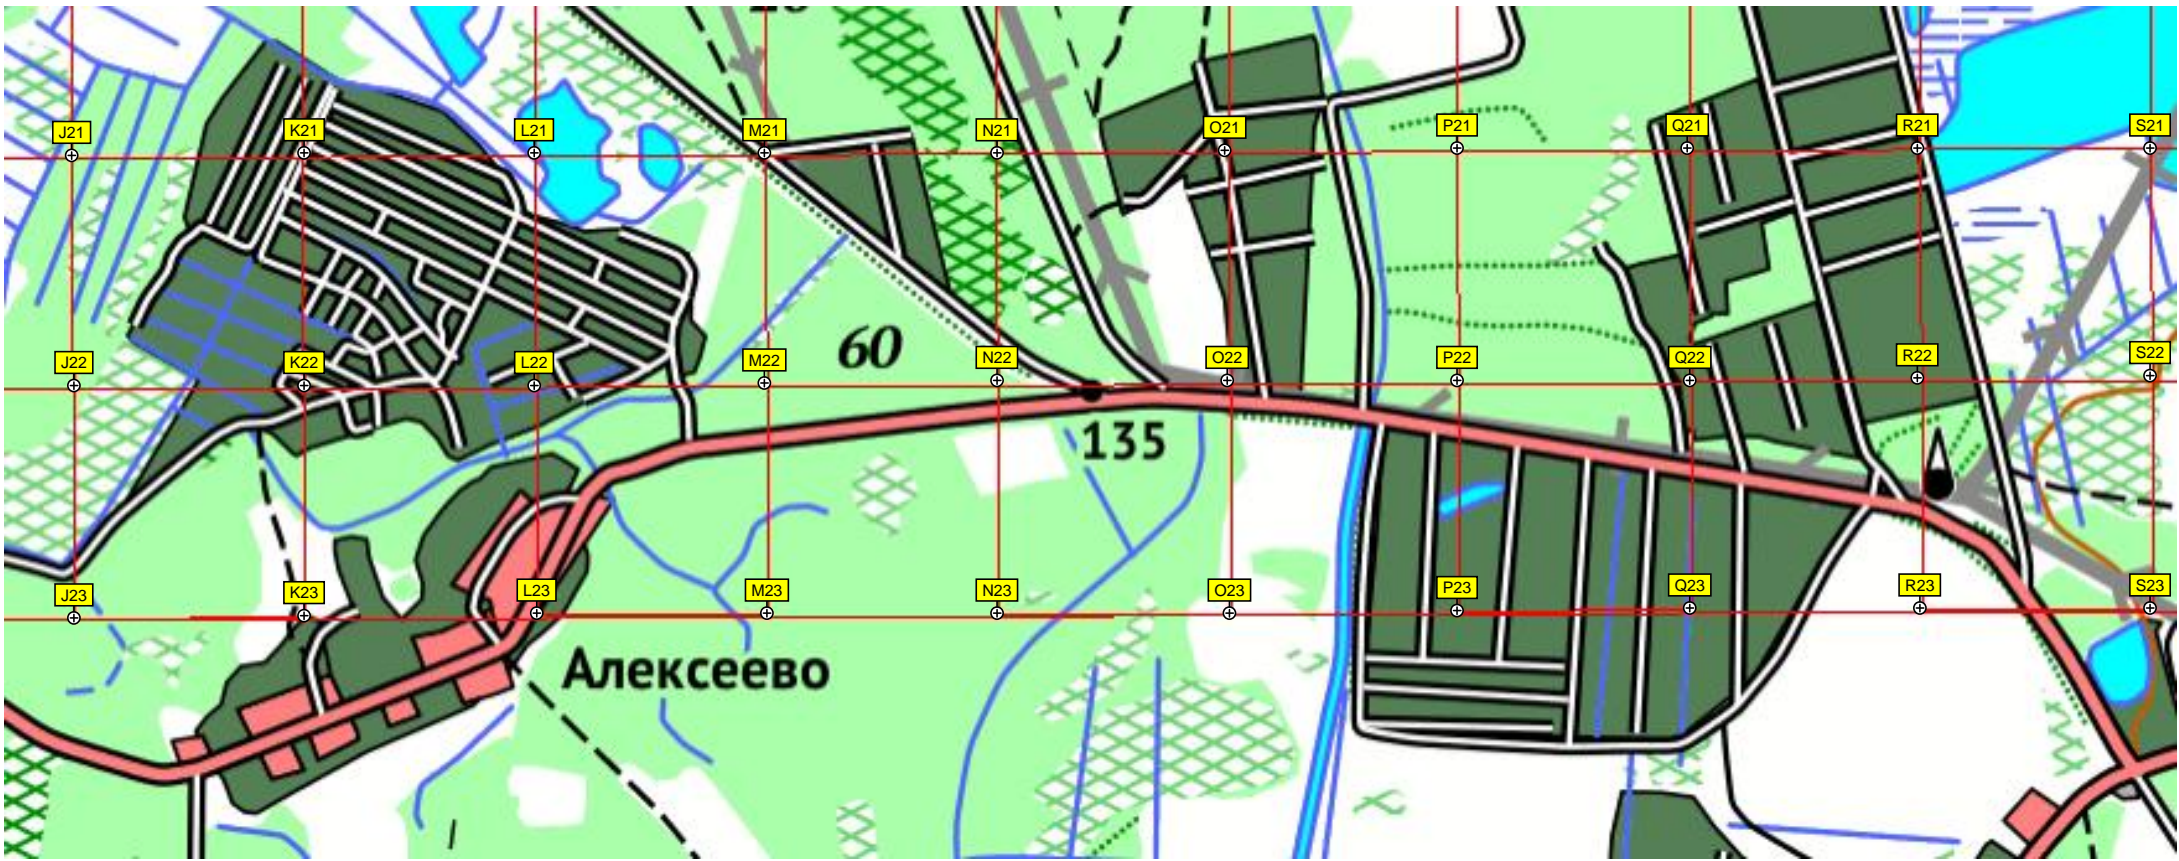 J21 K21 L21 M21 N21 O21 P21 Q21 R21 S21
60
J22 K22 L22 M22 N22 O22 P22 Q22 R22 S22
135
J23 K23 L23 M23 N23 O23 P23 Q23 R23 S23
Алексеево